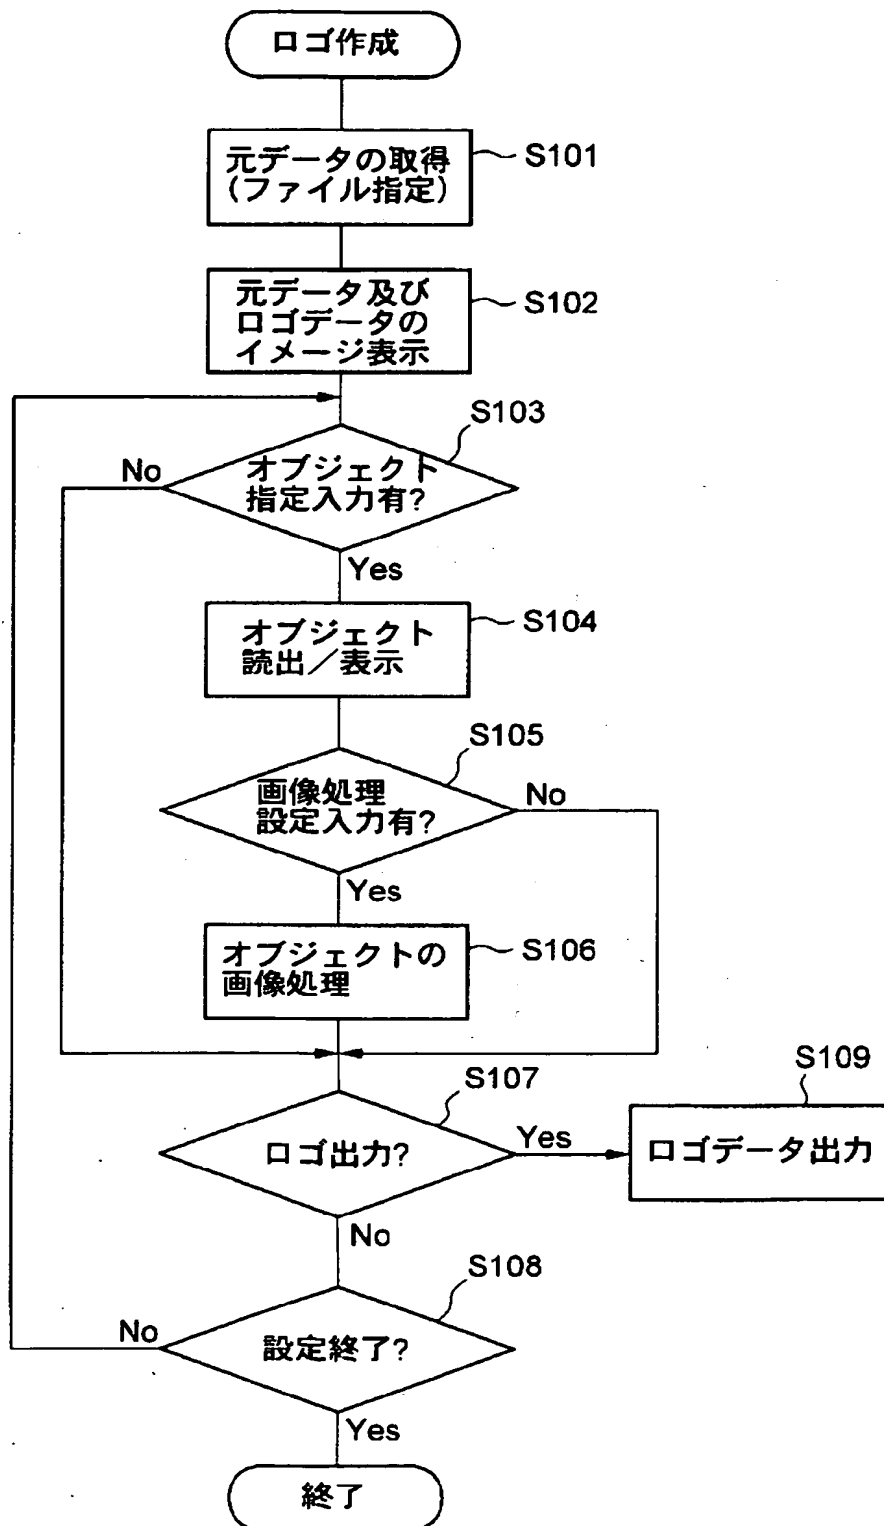 ロゴ作成
元データの取得
(ファイル指定)
S101
元データ及び
ロゴデータの
イメージ表示
S102
S103
No
オブジェクト
指定入力有?
Yes
オブジェクト
読出/表示
S104
S105
画像処理
設定入力有?
No
Yes
オブジェクトの
画像処理
S106
S107
ロゴ出力?
Yes
S109
ロゴデータ出力
No
S108
No
設定終了?
Yes
終了